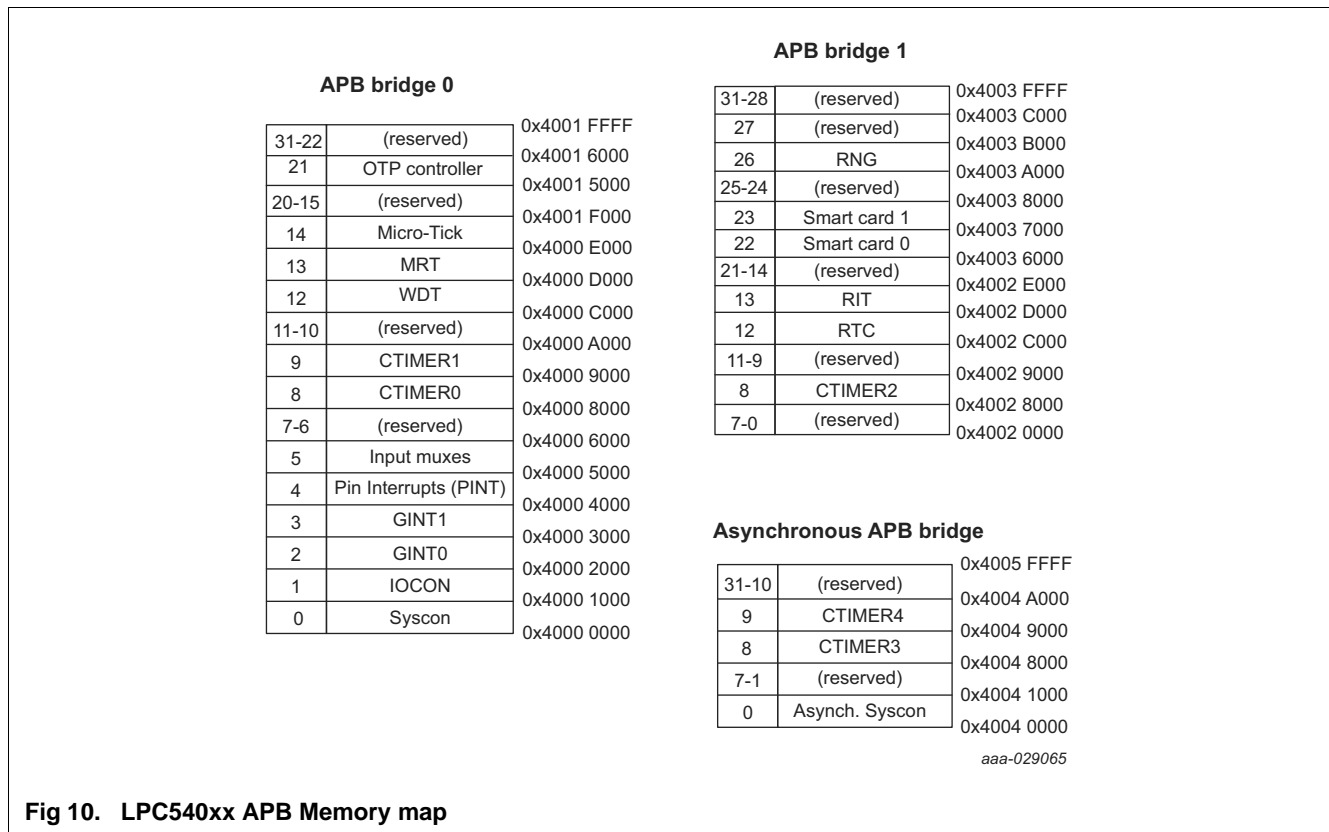 APB bridge 0
0x4001 FFFF
31-22 (reserved)
0x4001 6000
21 OTP controller
0x4001 5000
20-15 (reserved)
0x4001 F000
14 Micro-Tick
0x4000 E000
13 MRT
0x4000 D000
12 WDT
0x4000 C000
11-10 (reserved)
0x4000 A000
9 CTIMER1
0x4000 9000
8 CTIMER0
0x4000 8000
7-6 (reserved)
0x4000 6000
5 Input muxes
0x4000 5000
4 Pin Interrupts (PINT)
0x4000 4000
3 GINT1
0x4000 3000
2 GINT0
0x4000 2000
1 IOCON
0x4000 1000
0 Syscon
0x4000 0000
APB bridge 1
0x4003 FFFF
31-28 (reserved)
0x4003 C000
27 (reserved)
0x4003 B000
26 RNG
0x4003 A000
25-24 (reserved)
0x4003 8000
23 Smart card 1
0x4003 7000
22 Smart card 0
0x4003 6000
21-14 (reserved)
0x4002 E000
13 RIT
0x4002 D000
12 RTC
0x4002 C000
11-9 (reserved)
0x4002 9000
8 CTIMER2
0x4002 8000
7-0 (reserved)
0x4002 0000
Asynchronous APB bridge
0x4005 FFFF
31-10 (reserved)
0x4004 A000
9 CTIMER4
0x4004 9000
8 CTIMER3
0x4004 8000
7-1 (reserved)
0x4004 1000
0 Asynch. Syscon
0x4004 0000
aaa-029065
Fig 10. LPC540xx APB Memory map